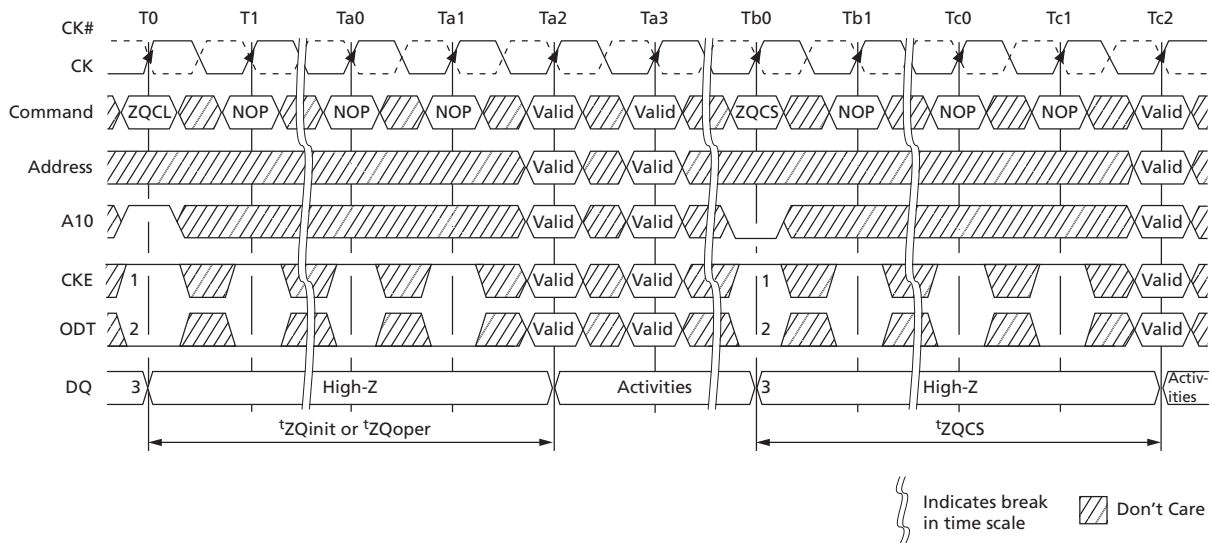 T0 T1 Ta0 Ta1 Ta2 Ta3 Tb0 Tb1 Tc0 Tc1 Tc2
CK#
CK
Command ZQCL NOP NOP NOP Valid Valid ZQCS NOP NOP NOP Valid
Address Valid Valid Valid
A10 Valid Valid Valid
CKE 1 Valid Valid 1 Valid
ODT 2 Valid Valid 2 Valid
DQ 3 High-Z Activities 3 High-Z Activ-
ities
tZQinit or tZQoper tZQCS
Indicates break
in time scale
Don't Care